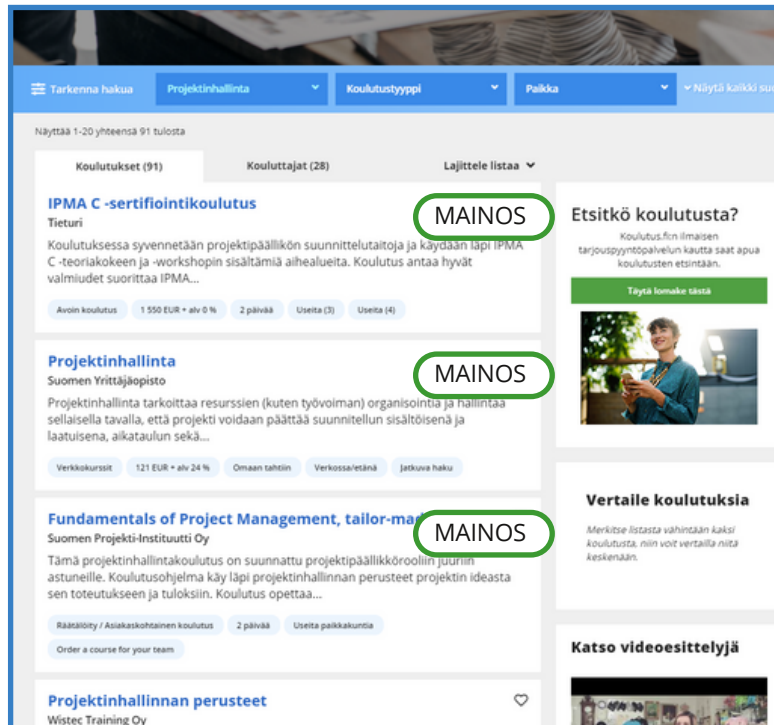 Tarkenna hakua
Projektinhallinta
Koulutustyyppi
Paikka
Näytä kaikki
Näyttää 1-20 yhteensä 91 tulosta
Koulutukset (91)
Kouluttajat (28)
Lajittele listaa
IPMA C -sertifiointikoulutus
MAINOS
Tieturi
Koulutuksessa syvennetään projektipäällikön suunnittelutaitoja ja käydään läpi IPMA
C -teoriakokeen ja -workshopin sisältämiä aihealueita. Koulutus antaa hyvät
valmiudet suorittaa IPMA...
Avoin koulutus
1 550 EUR + alv 0 %
2 päivää
Useita (3)
Useita (4)
Projektinhallinta
MAINOS
Suomen Yrittäjäopisto
Projektinhallinta tarkoittaa resurssien (kuten työvoiman) organisointia ja hallintaa
sellaisella tavalla, että projekti voidaan päättää suunnitellun sisältöisenä ja
laatuisena, aikataulun sekä...
Verkkokurssit
121 EUR + alv 24 %
Omaan tahtiin
Verkossa/etänä
Jatkuva haku
Fundamentals of Project Management,
MAINOS
Suomen Projekti-Instituutti Oy
Tämä projektinhallintakoulutus on suunnattu projektipäällikkörooliin juuriin
astuneille. Koulutusohjelma käy läpi projektinhallinnan perusteet projektin ideasta
sen toteutukseen ja tuloksiin. Koulutus opettaa...
Räätälöity / Asiakaskohtainen koulutus
2 päivää
Useita paikkakuntia
Order a course for your team
Projektinhallinnan perusteet
Wistec Training Oy
Etsitkö koulutusta?
Koulutus.fi:n ilmaisen
tarjouspyyntöpalvelun kautta saat apua
koulutusten etsintään.
Täytä lomake tästä
Vertaile koulutuksia
Merkitse listasta vähintään kaksi
koulutusta, niin voit vertailla niitä
keskenään.
Katso videoesittelyjä